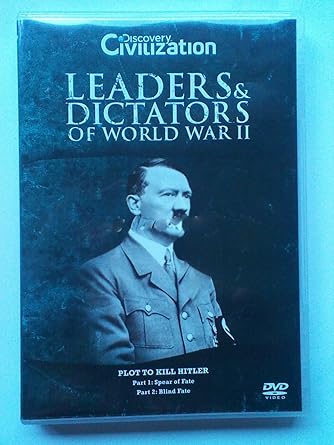 Discovery
Civilization
LEADERS &
DICTATORS
OF WORLD WAR II
PLOT TO KILL HITLER
Part 1: Spear of Fate
Part 2: Blind Fate
DVD
VIDEO